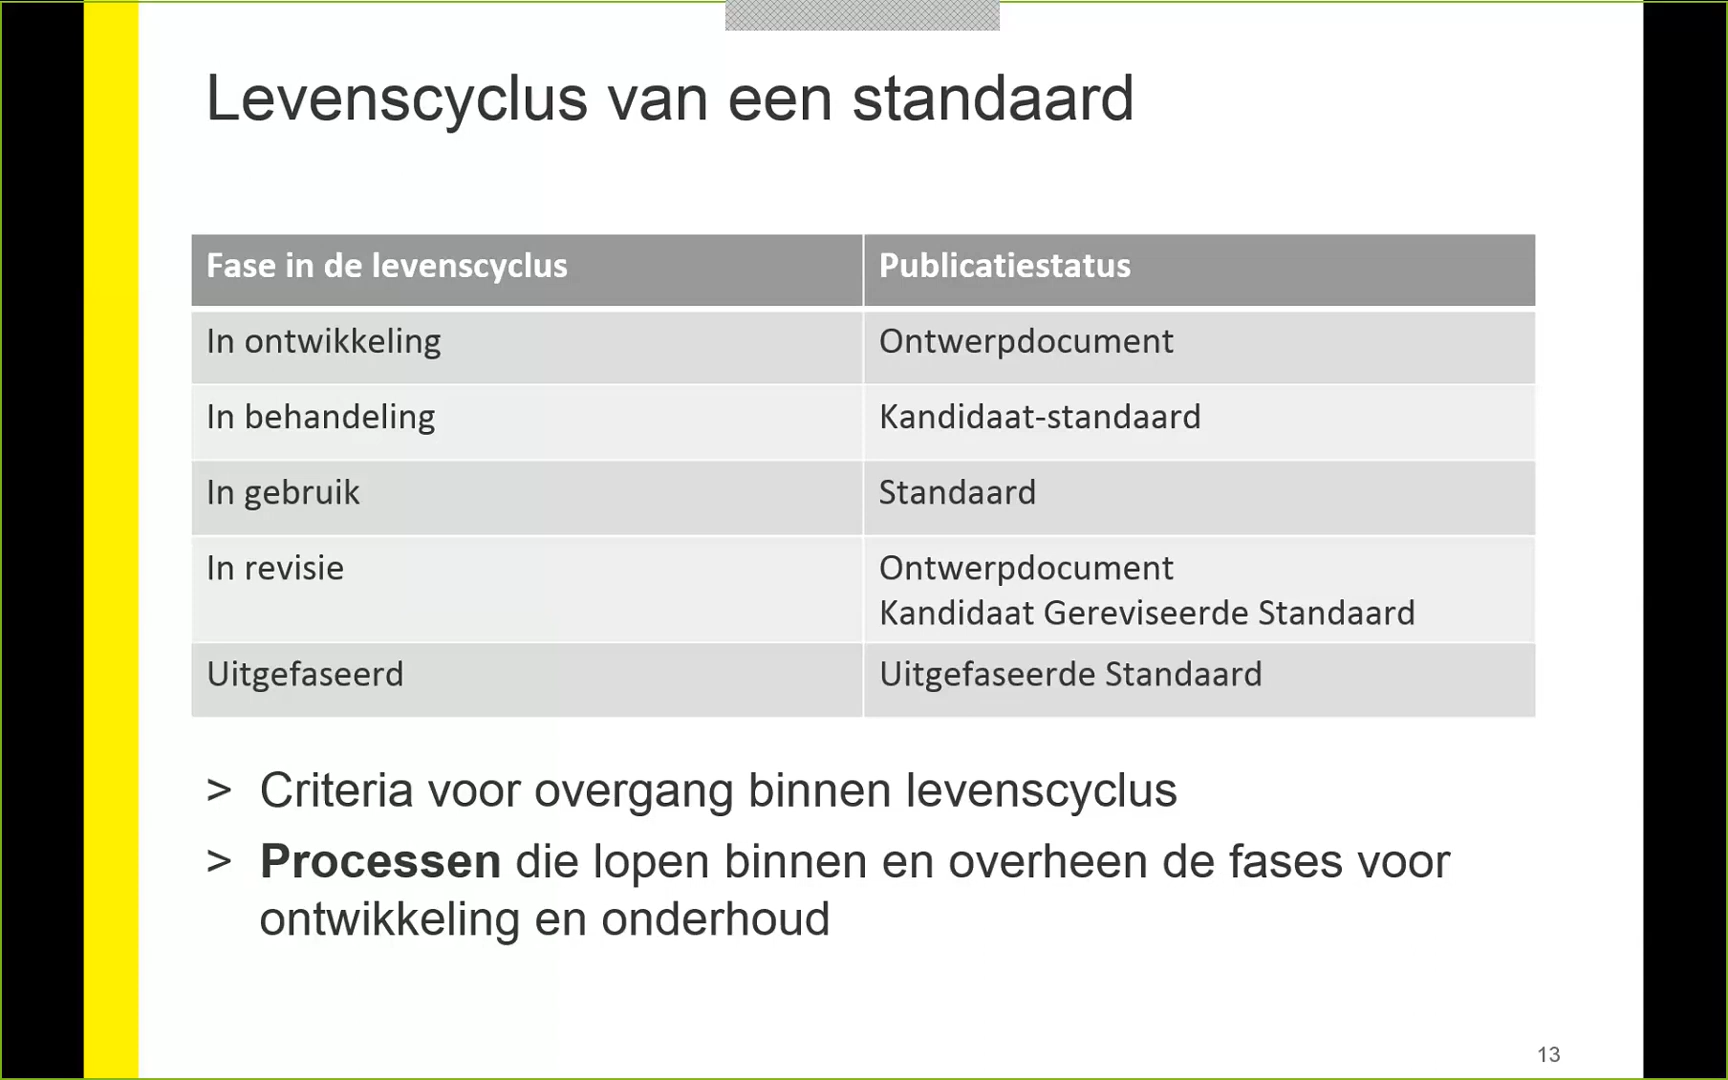 Levenscyclus van een standaard
Fase in de levenscyclus
Publicatiestatus
In ontwikkeling
Ontwerpdocument
In behandeling
Kandidaat-standaard
In gebruik
Standaard
In revisie
Ontwerpdocument
Kandidaat Gereviseerde Standaard
Uitgefaseerd
Uitgefaseerde Standaard
> Criteria voor overgang binnen levenscyclus
> Processen die lopen binnen en overheen de fases voor
ontwikkeling en onderhoud
13